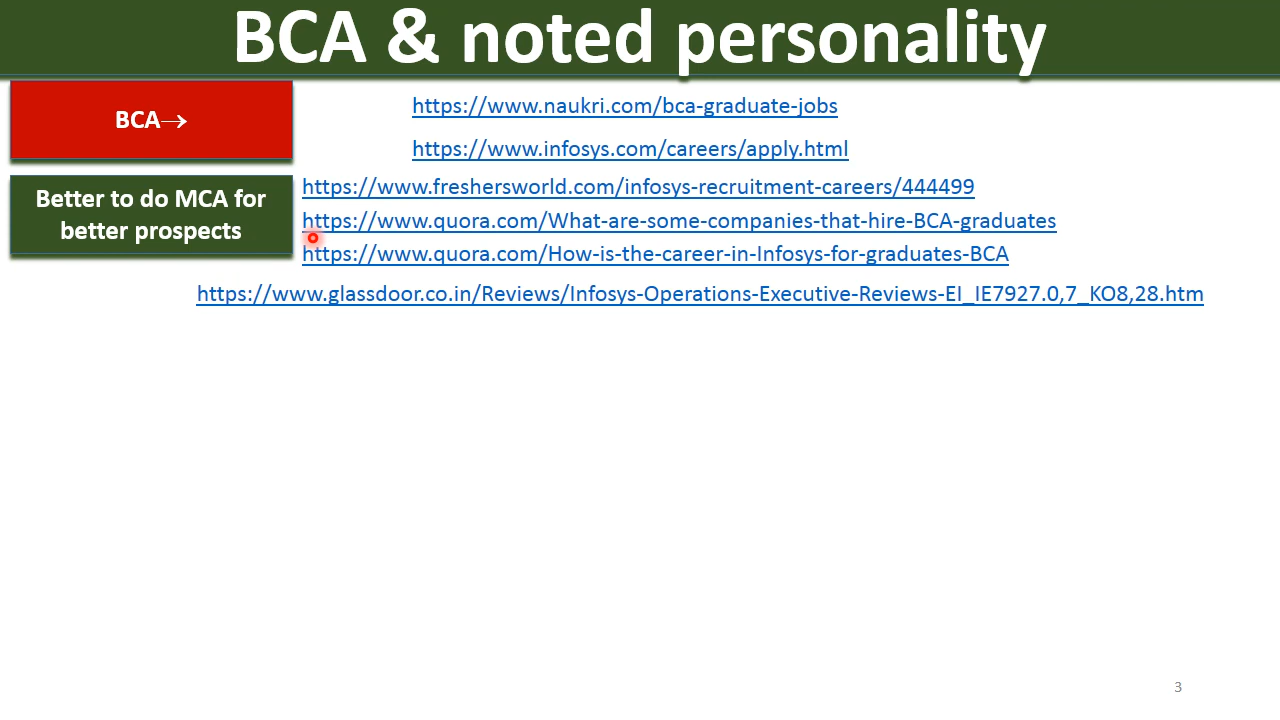 BCA & noted personality
BCA→
https://www.naukri.com/bca-graduate-jobs
https://www.infosys.com/careers/apply.html
Better to do MCA for
better prospects
https://www.freshersworld.com/infosys-recruitment-careers/444499
https://www.quora.com/What-are-some-companies-that-hire-BCA-graduates
https://www.quora.com/How-is-the-career-in-Infosys-for-graduates-BCA
https://www.glassdoor.co.in/Reviews/Infosys-Operations-Executive-Reviews-EI_IE7927.0,7_KO8,28.htm
3